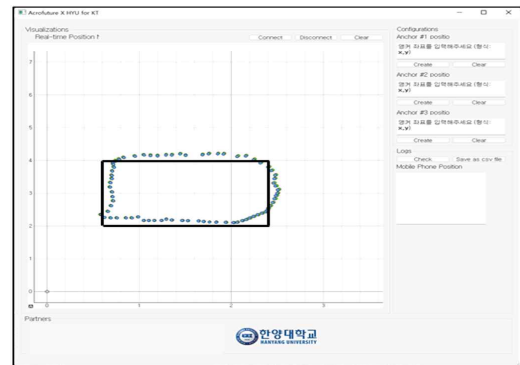 Acrofuture X HYU for KT
Visualizations
Real-time Position f
Connect
Disconnect
Clear
7
6
5
4
3
2
1
0
0
1
2
3
Configurations
Anchor #1 positio
앵커 좌표를 입력해주세요 (형식:
x,y)
Create
Clear
Anchor #2 positio
앵커 좌표를 입력해주세요 (형식:
x,y)
Create
Clear
Anchor #3 positio
앵커 좌표를 입력해주세요 (형식:
x,y)
Create
Clear
Logs
Check
Save as csv file
Mobile Phone Position
Partners
한양대학교
HANYANG UNIVERSITY